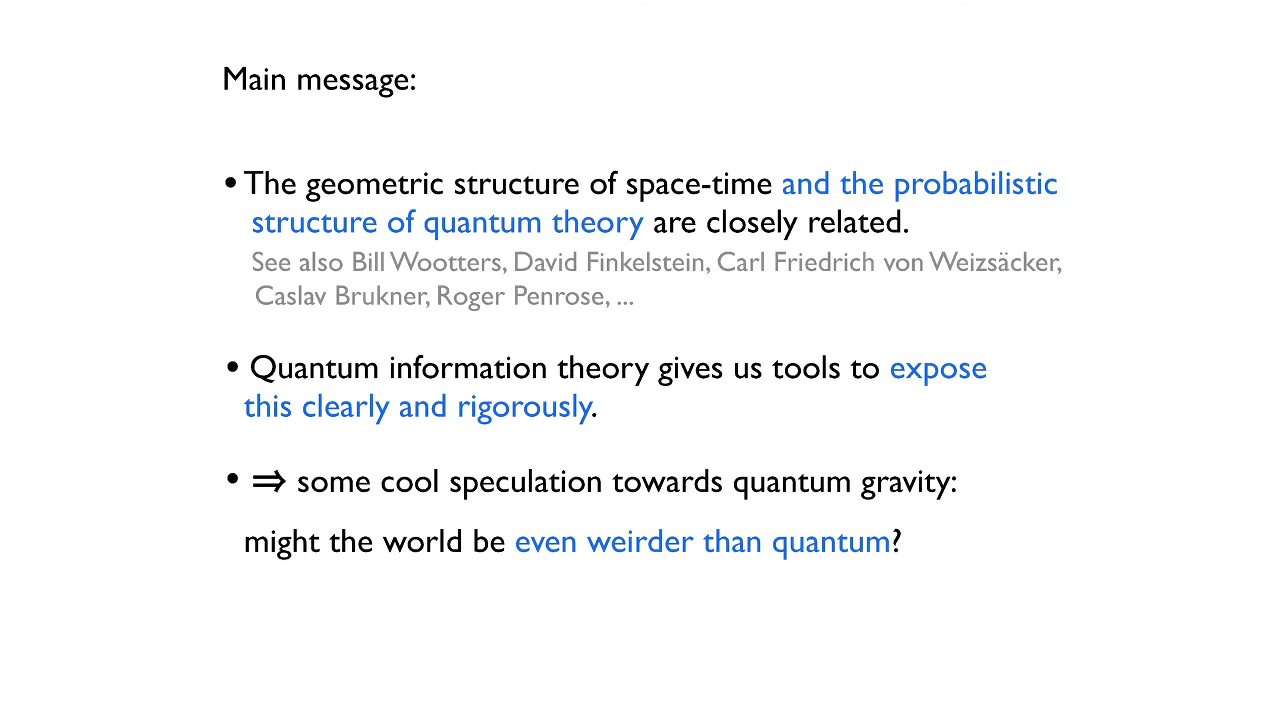 Main message:
• The geometric structure of space-time and the probabilistic
structure of quantum theory are closely related.
See also Bill Wootters, David Finkelstein, Carl Friedrich von Weizsäcker,
Caslav Brukner, Roger Penrose, ...
• Quantum information theory gives us tools to expose
this clearly and rigorously.
• ⇒ some cool speculation towards quantum gravity:
might the world be even weirder than quantum?